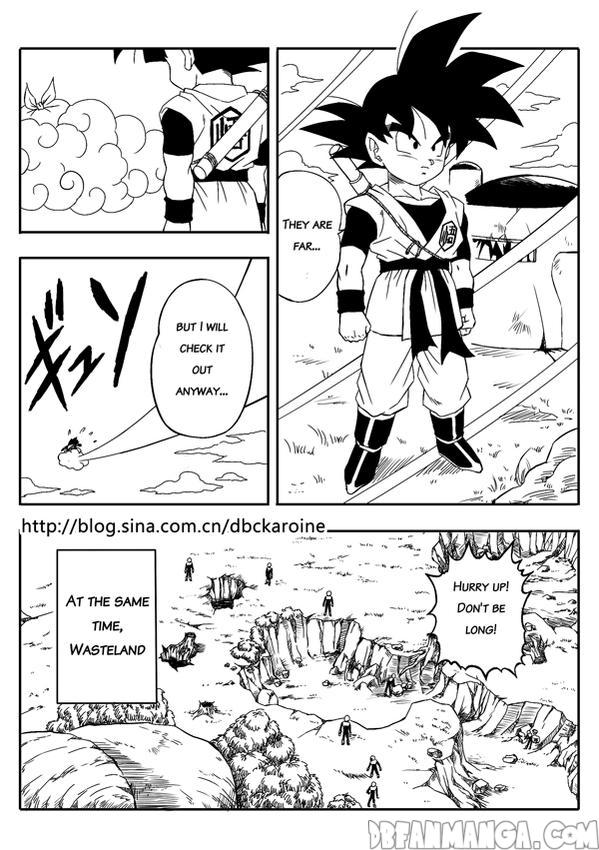 They are
far...
悟
but I will
check it
out
anyway...
ギュン
http://blog.sina.com.cn/dbckaroine
At the same
time,
Wasteland
Hurry up!
Don't be
long!
DBFANMANGA.COM